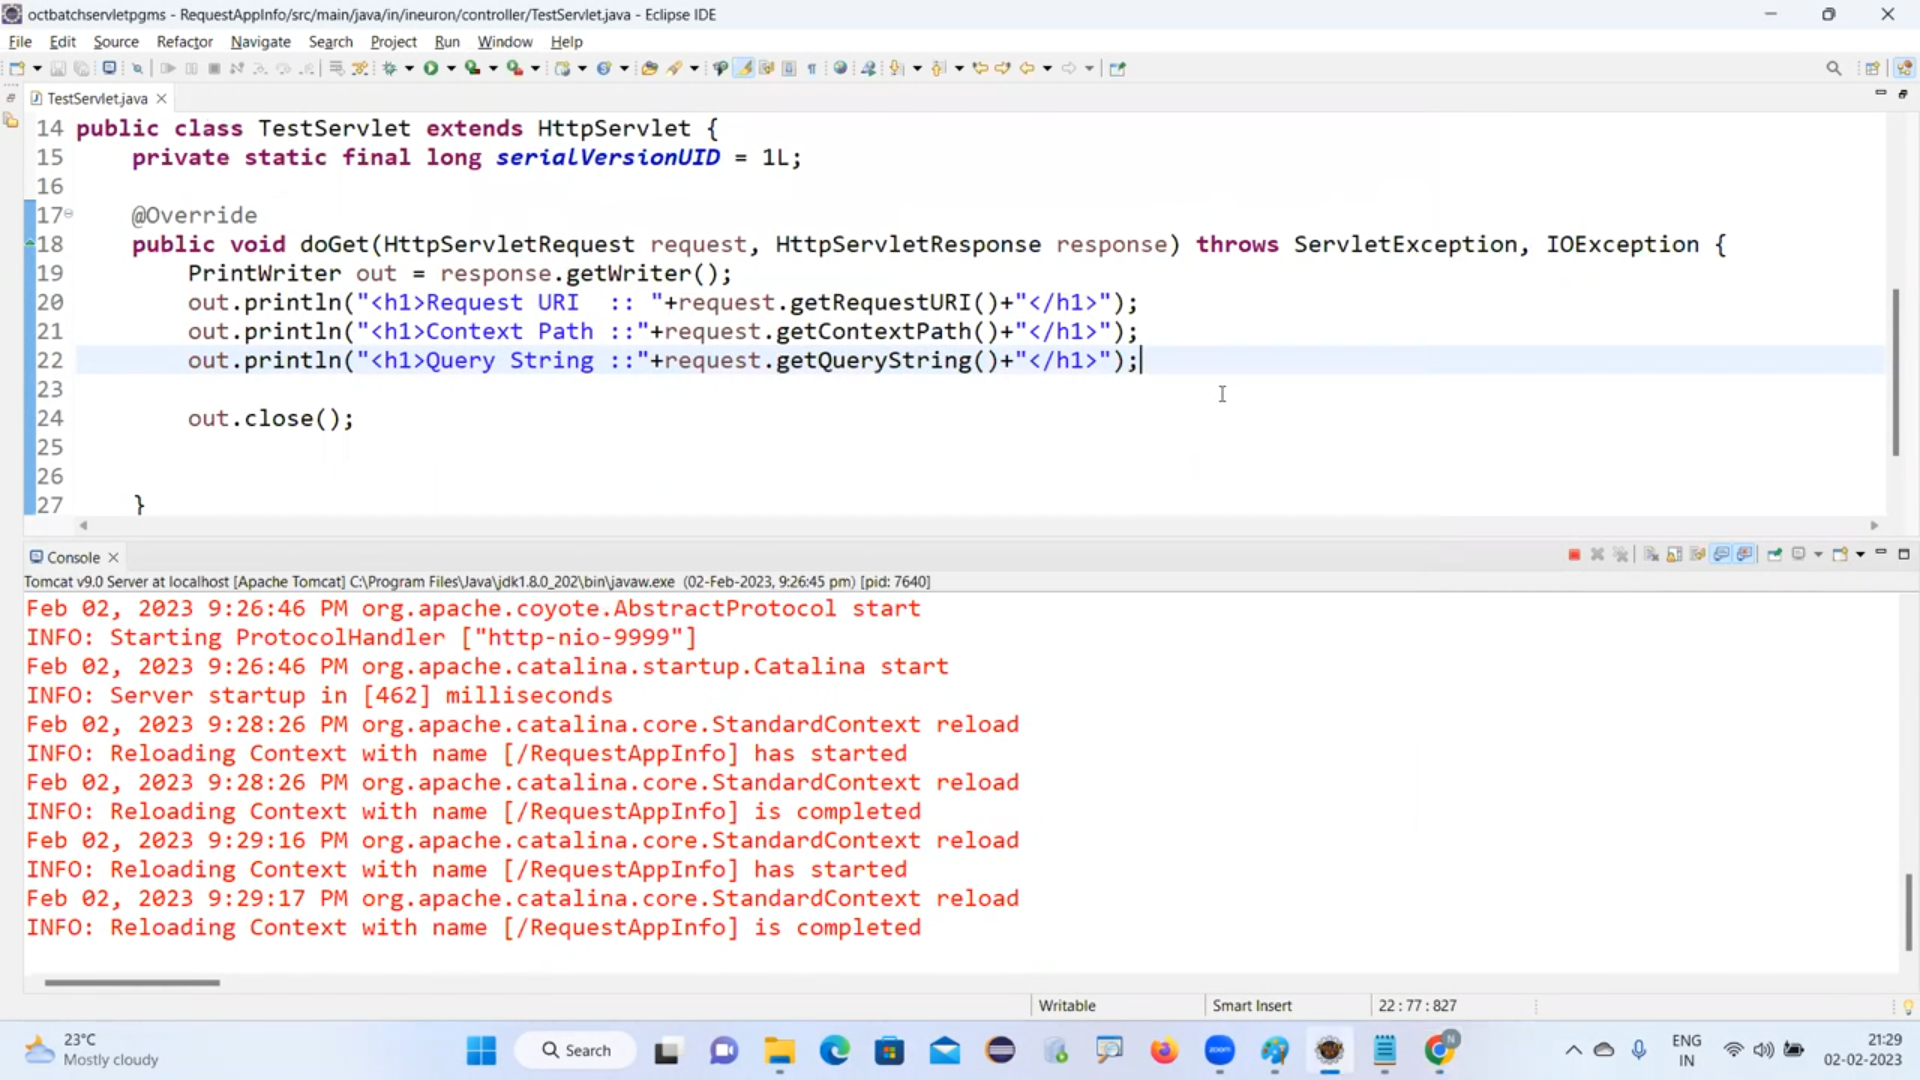 octbatchservletpgms - RequestAppInfo/src/main/java/in/ineuron/controller/TestServlet.java - Eclipse IDE
File Edit Source Refactor Navigate Search Project Run Window Help
TestServlet.java
14 public class TestServlet extends HttpServlet {
15 private static final long serialVersionUID = 1L;
16
17 @Override
18 public void doGet(HttpServletRequest request, HttpServletResponse response) throws ServletException, IOException {
19 PrintWriter out = response.getWriter();
20 out.println("<h1>Request URI  :: "+request.getRequestURI()+"</h1>");
21 out.println("<h1>Context Path ::"+request.getContextPath()+"</h1>");
22 out.println("<h1>Query String ::"+request.getQueryString()+"</h1>");
23
24 out.close();
25
26
27 }
Console
Tomcat v9.0 Server at localhost [Apache Tomcat] C:\Program Files\Java\jdk1.8.0_202\bin\javaw.exe (02-Feb-2023, 9:26:45 pm) [pid: 7640]
Feb 02, 2023 9:26:46 PM org.apache.coyote.AbstractProtocol start
INFO: Starting ProtocolHandler ["http-nio-9999"]
Feb 02, 2023 9:26:46 PM org.apache.catalina.startup.Catalina start
INFO: Server startup in [462] milliseconds
Feb 02, 2023 9:28:26 PM org.apache.catalina.core.StandardContext reload
INFO: Reloading Context with name [/RequestAppInfo] has started
Feb 02, 2023 9:28:26 PM org.apache.catalina.core.StandardContext reload
INFO: Reloading Context with name [/RequestAppInfo] is completed
Feb 02, 2023 9:29:16 PM org.apache.catalina.core.StandardContext reload
INFO: Reloading Context with name [/RequestAppInfo] has started
Feb 02, 2023 9:29:17 PM org.apache.catalina.core.StandardContext reload
INFO: Reloading Context with name [/RequestAppInfo] is completed
Writable Smart Insert 22 : 77 : 827
23°C
Mostly cloudy
Search
zoom
N
ENG
IN
21:29
02-02-2023